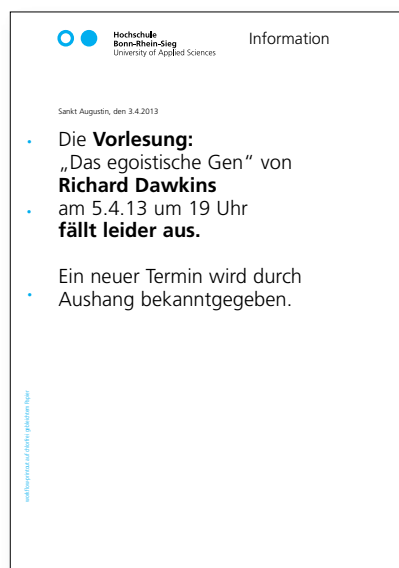 Hochschule
Bonn-Rhein-Sieg
University of Applied Sciences
Information
Sankt Augustin, den 3.4.2013
Die Vorlesung:
„Das egoistische Gen“ von
Richard Dawkins
am 5.4.13 um 19 Uhr
fällt leider aus.
Ein neuer Termin wird durch
Aushang bekanntgegeben.